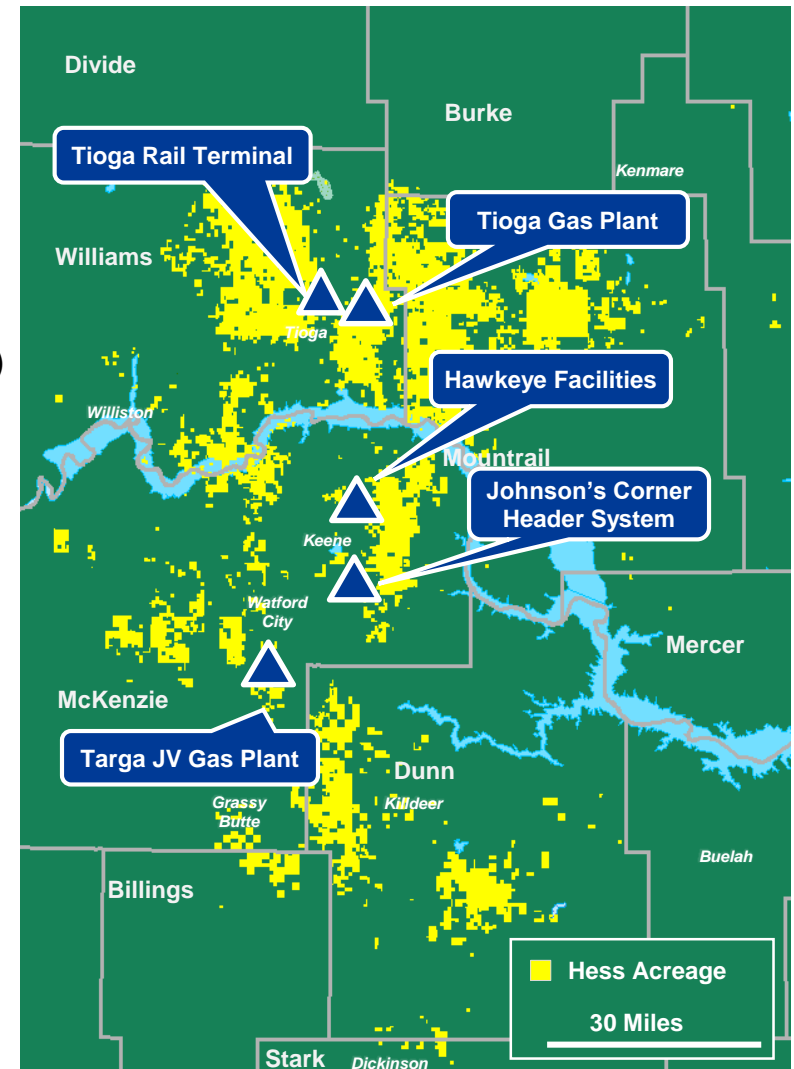 Divide
Burke
Tioga Rail Terminal
Kenmare
Tioga Gas Plant
Williams
Tioga
)
Hawkeye Facilities
Williston
Mountrail
Johnson’s Corner
Header System
Keene
Watford
City
Mercer
McKenzie
Targa JV Gas Plant
Dunn
Grassy
Butte
Killdeer
Buelah
Billings
Hess Acreage
30 Miles
Stark
Dickinson